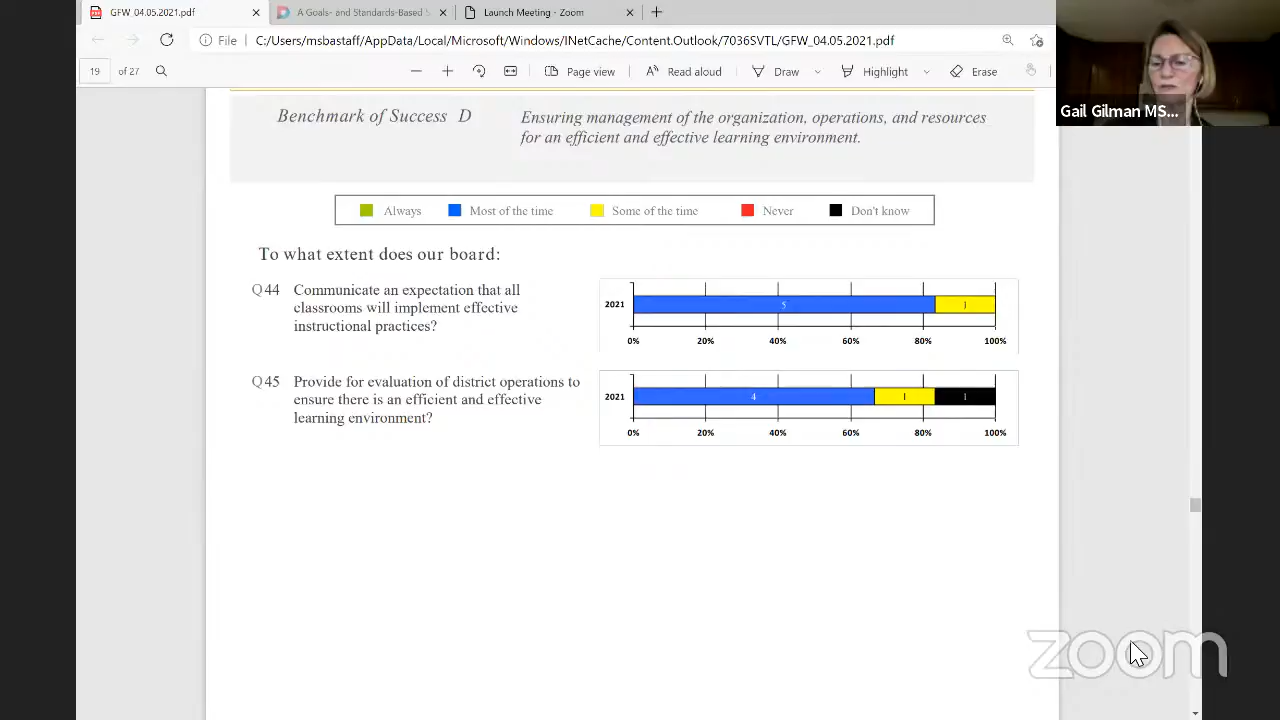 GFW_04.05.2021.pdf
A Goals- and Standards-Based S
Launch Meeting - Zoom
File
C:/Users/msbastaff/AppData/Local/Microsoft/Windows/INetCache/Content.Outlook/7036SVTL/GFW_04.05.2021.pdf
19 of 27
Page view
Read aloud
Draw
Highlight
Erase
Gail Gilman MS...
Benchmark of Success D
Ensuring management of the organization, operations, and resources
for an efficient and effective learning environment.
Always Most of the time Some of the time Never Don't know
To what extent does our board:
Q44 Communicate an expectation that all
classrooms will implement effective
instructional practices?
2021 5 1
0% 20% 40% 60% 80% 100%
Q45 Provide for evaluation of district operations to
ensure there is an efficient and effective
learning environment?
2021 4 1 1
0% 20% 40% 60% 80% 100%
zoom